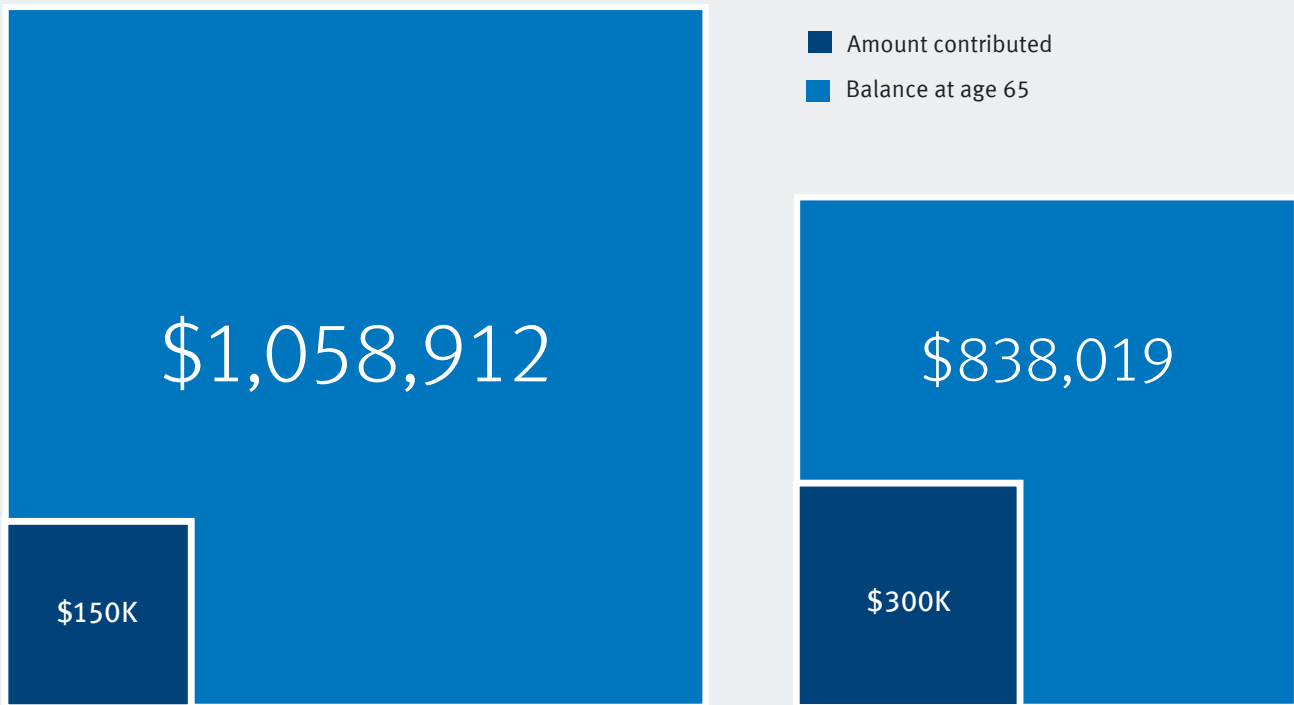 Amount contributed
Balance at age 65
$1,058,912
$838,019
$150K
$300K